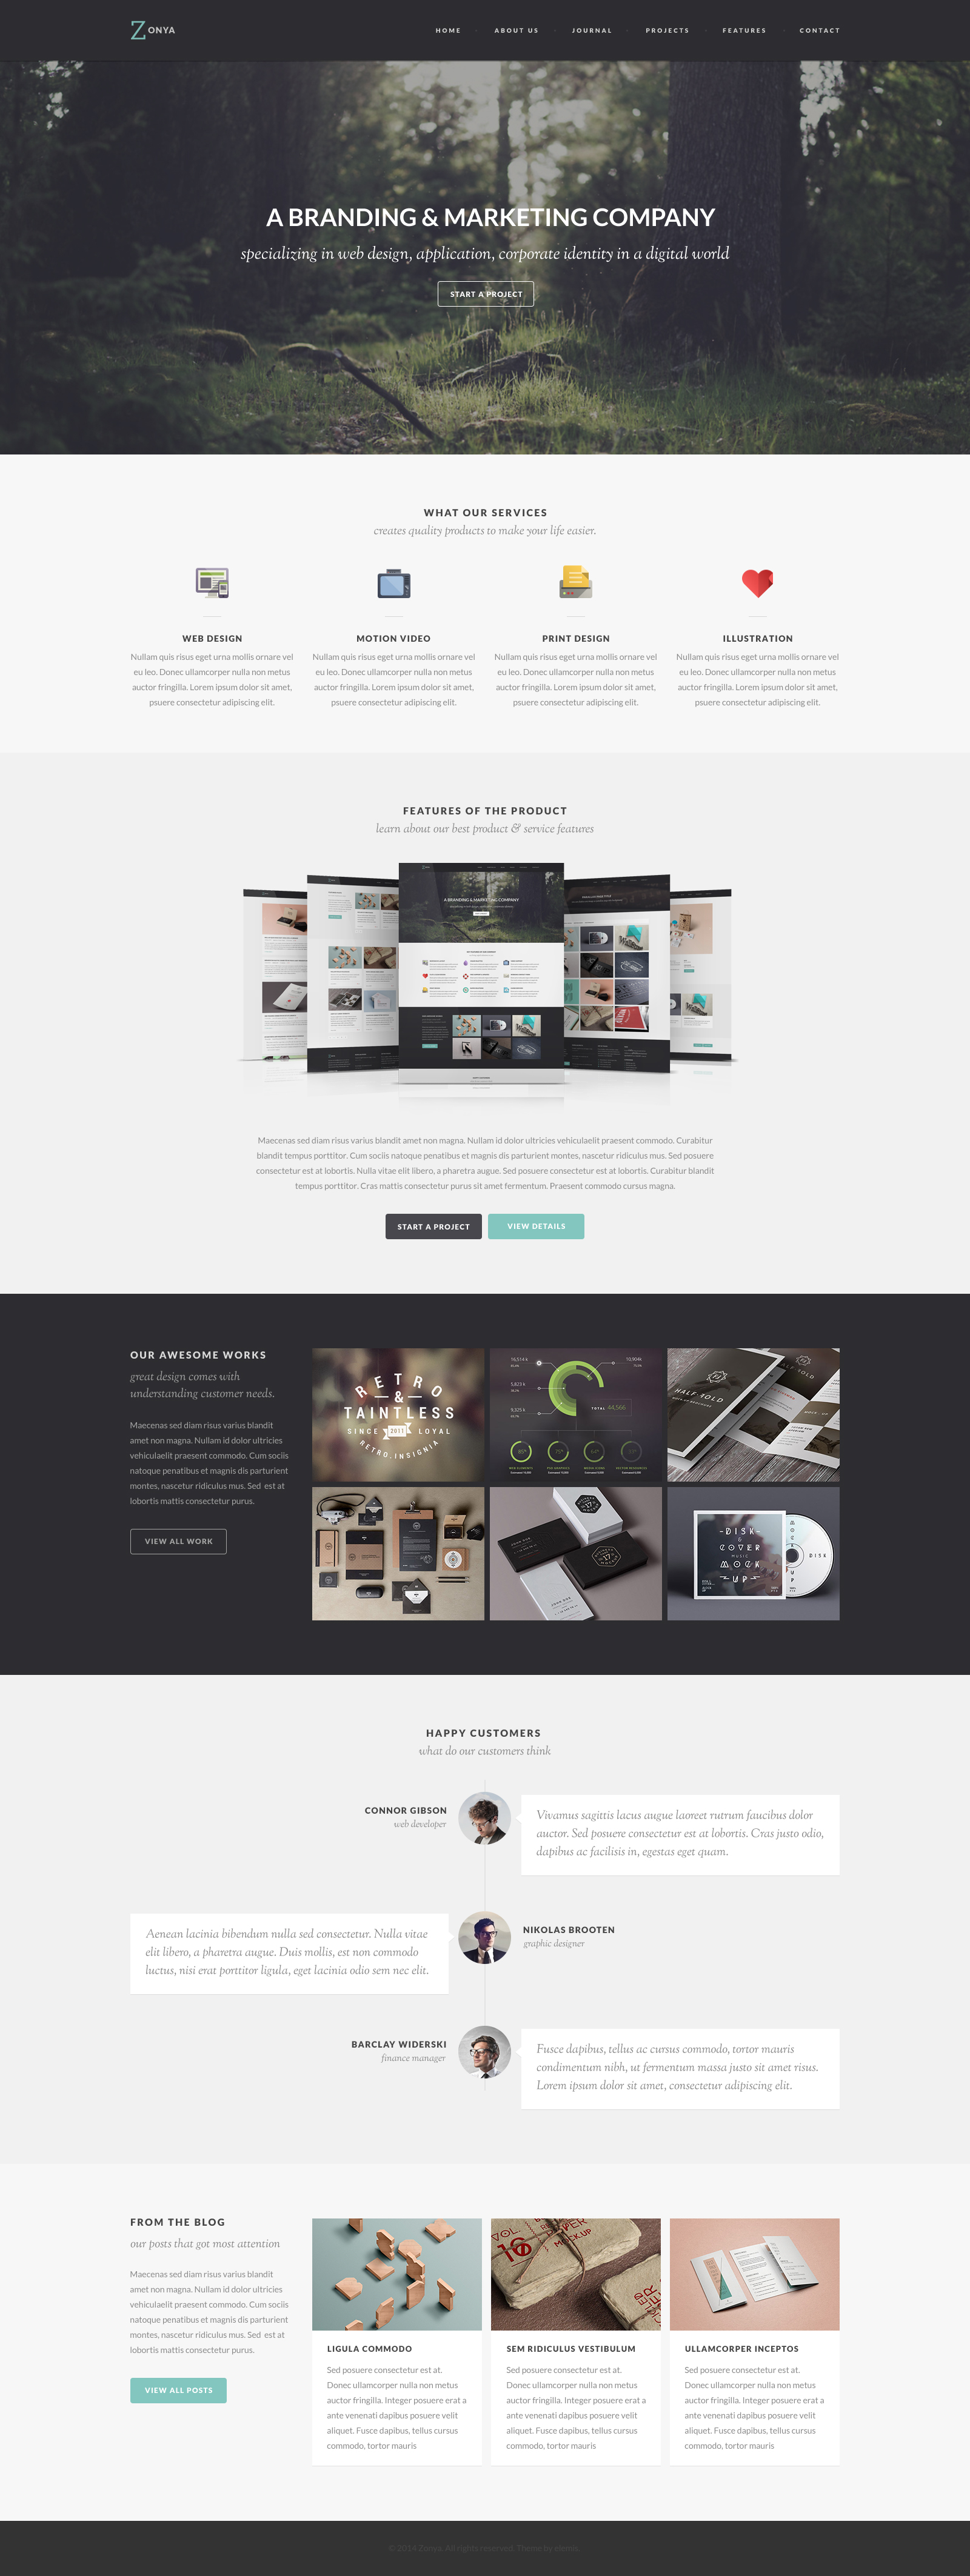 ZONYA
HOME
ABOUT US
JOURNAL
PROJECTS
FEATURES
CONTACT
A BRANDING & MARKETING COMPANY
specializing in web design, application, corporate identity in a digital world
START A PROJECT
WHAT OUR SERVICES
creates quality products to make your life easier.
WEB DESIGN
Nullam quis risus eget urna mollis ornare vel
eu leo. Donec ullamcorper nulla non metus
auctor fringilla. Lorem ipsum dolor sit amet,
psuere consectetur adipiscing elit.
MOTION VIDEO
Nullam quis risus eget urna mollis ornare vel
eu leo. Donec ullamcorper nulla non metus
auctor fringilla. Lorem ipsum dolor sit amet,
psuere consectetur adipiscing elit.
PRINT DESIGN
Nullam quis risus eget urna mollis ornare vel
eu leo. Donec ullamcorper nulla non metus
auctor fringilla. Lorem ipsum dolor sit amet,
psuere consectetur adipiscing elit.
ILLUSTRATION
Nullam quis risus eget urna mollis ornare vel
eu leo. Donec ullamcorper nulla non metus
auctor fringilla. Lorem ipsum dolor sit amet,
psuere consectetur adipiscing elit.
FEATURES OF THE PRODUCT
learn about our best product & service features
A BRANDING & MARKETING COMPANY
Maecenas sed diam risus varius blandit amet non magna. Nullam id dolor ultricies vehiculaelit praesent commodo. Curabitur
blandit tempus porttitor. Cum sociis natoque penatibus et magnis dis parturient montes, nascetur ridiculus mus. Sed posuere
consectetur est at lobortis. Nulla vitae elit libero, a pharetra augue. Sed posuere consectetur est at lobortis. Curabitur blandit
tempus porttitor. Cras mattis consectetur purus sit amet fermentum. Praesent commodo cursus magna.
START A PROJECT
VIEW DETAILS
OUR AWESOME WORKS
great design comes with
understanding customer needs.
Maecenas sed diam risus varius blandit
amet non magna. Nullam id dolor ultricies
vehiculaelit praesent commodo. Cum sociis
natoque penatibus et magnis dis parturient
montes, nascetur ridiculus mus. Sed est at
lobortis mattis consectetur purus.
VIEW ALL WORK
RETRO
&
TAINTLESS
SINCE 2017 LOYAL
RETRO-INSIGNIA
TOTAL 44,566
HALF FOLD
-DISK-
&
COVER
MUSIC
MOCK
-UP-
DISK
HAPPY CUSTOMERS
what do our customers think
CONNOR GIBSON
web developer
Vivamus sagittis lacus augue laoreet rutrum faucibus dolor
auctor. Sed posuere consectetur est at lobortis. Cras justo odio,
dapibus ac facilisis in, egestas eget quam.
Aenean lacinia bibendum nulla sed consectetur. Nulla vitae
elit libero, a pharetra augue. Duis mollis, est non commodo
luctus, nisi erat porttitor ligula, eget lacinia odio sem nec elit.
NIKOLAS BROOTEN
graphic designer
BARCLAY WIDERSKI
finance manager
Fusce dapibus, tellus ac cursus commodo, tortor mauris
condimentum nibh, ut fermentum massa justo sit amet risus.
Lorem ipsum dolor sit amet, consectetur adipiscing elit.
FROM THE BLOG
our posts that got most attention
Maecenas sed diam risus varius blandit
amet non magna. Nullam id dolor ultricies
vehiculaelit praesent commodo. Cum sociis
natoque penatibus et magnis dis parturient
montes, nascetur ridiculus mus. Sed est at
lobortis mattis consectetur purus.
VIEW ALL POSTS
LIGULA COMMODO
Sed posuere consectetur est at.
Donec ullamcorper nulla non metus
auctor fringilla. Integer posuere erat a
ante venenati dapibus posuere velit
aliquet. Fusce dapibus, tellus cursus
commodo, tortor mauris
VOL.
16
MOCKUP
SEM RIDICULUS VESTIBULUM
Sed posuere consectetur est at.
Donec ullamcorper nulla non metus
auctor fringilla. Integer posuere erat a
ante venenati dapibus posuere velit
aliquet. Fusce dapibus, tellus cursus
commodo, tortor mauris
ULLAMCORPER INCEPTOS
Sed posuere consectetur est at.
Donec ullamcorper nulla non metus
auctor fringilla. Integer posuere erat a
ante venenati dapibus posuere velit
aliquet. Fusce dapibus, tellus cursus
commodo, tortor mauris
© 2014 Zonya. All rights reserved. Theme by